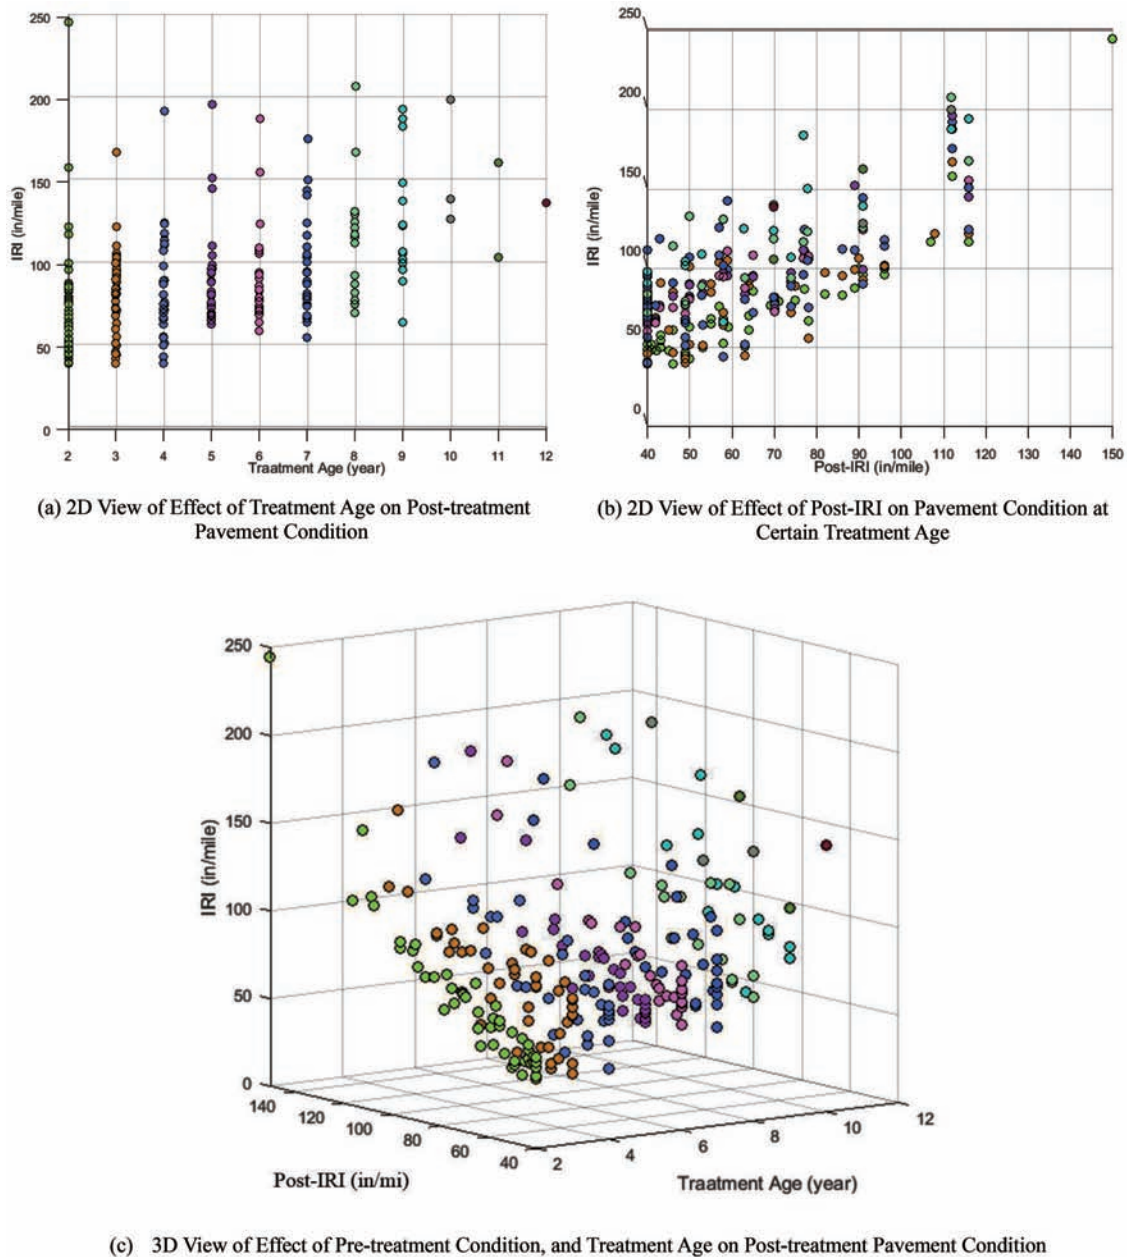 250
200
150
100
50
0
IRI (in/mile)
2 3 4 5 6 7 8 9 10 11 12
Traatment Age (year)
(a) 2D View of Effect of Treatment Age on Post-treatment
Pavement Condition
250
200
150
100
50
0
IRI (in/mile)
40 50 60 70 80 90 100 110 120 130 140 150
Post-IRI (in/mile)
(b) 2D View of Effect of Post-IRI on Pavement Condition at
Certain Treatment Age
250
200
150
100
50
0
IRI (in/mile)
140 120 100 80 60 40
Post-IRI (in/mi)
2 4 6 8 10 12
Traatment Age (year)
(c) 3D View of Effect of Pre-treatment Condition, and Treatment Age on Post-treatment Pavement Condition